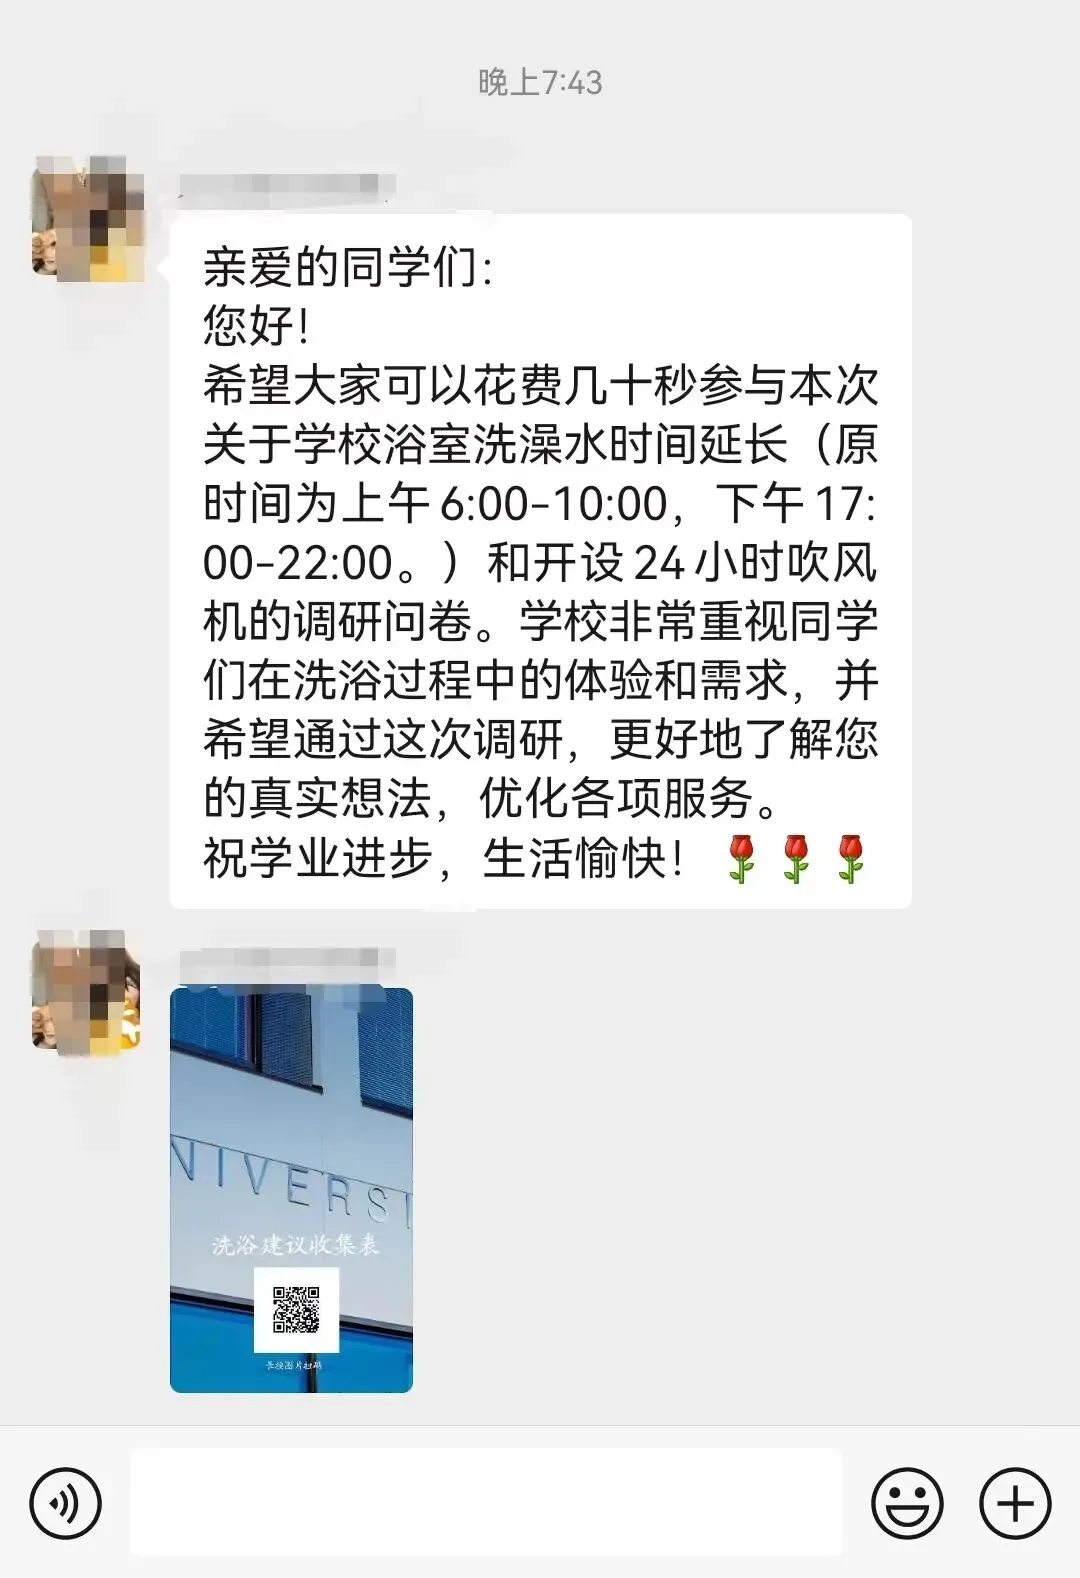 晚上7:43
亲爱的同学们：
您好！
希望大家可以花费几十秒参与本次
关于学校浴室洗澡水时间延长（原
时间为上午6:00-10:00，下午17:
00-22:00。）和开设24小时吹风
机的调研问卷。学校非常重视同学
们在洗浴过程中的体验和需求，并
希望通过这次调研，更好地了解您
的真实想法，优化各项服务。
祝学业进步，生活愉快！🌹🌹🌹
NIVERSI
洗浴建议收集表
长按图片扫码